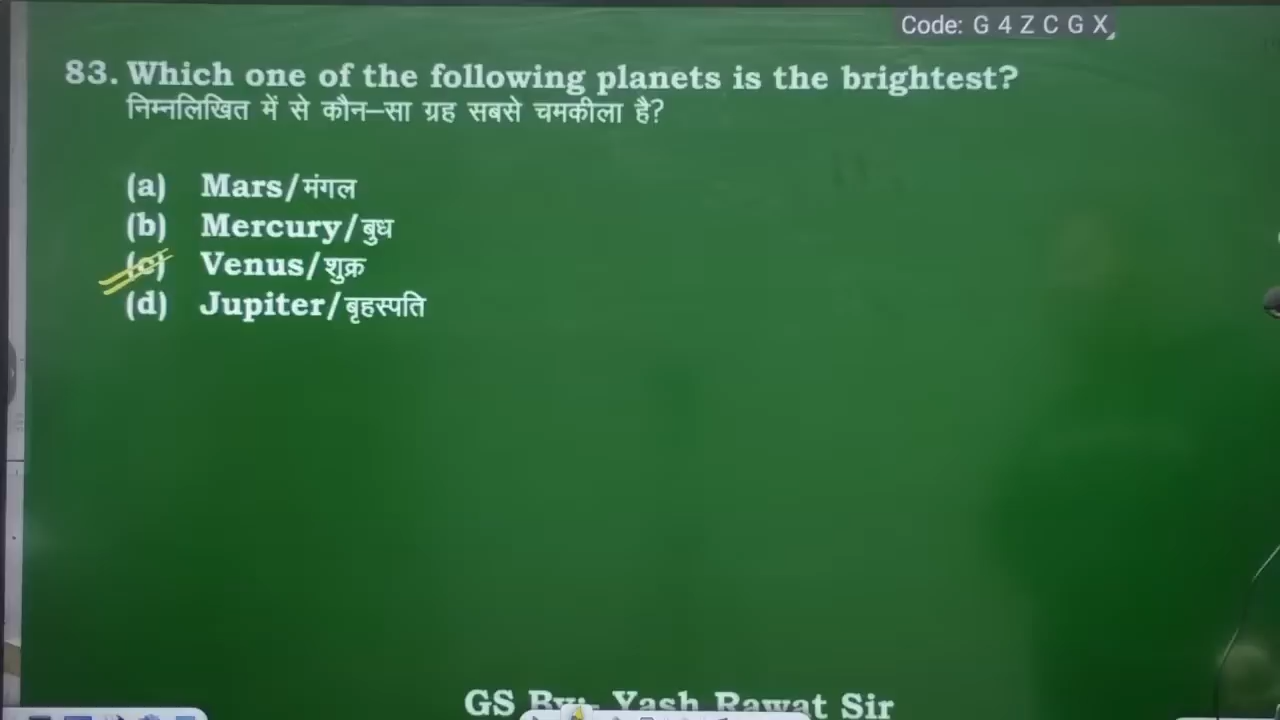 Code: G 4 Z C G X
83. Which one of the following planets is the brightest?
निम्नलिखित में से कौन–सा ग्रह सबसे चमकीला है?
(a) Mars/मंगल
(b) Mercury/बुध
(c) Venus/शुक्र
(d) Jupiter/बृहस्पति
GS By:- Yash Rawat Sir